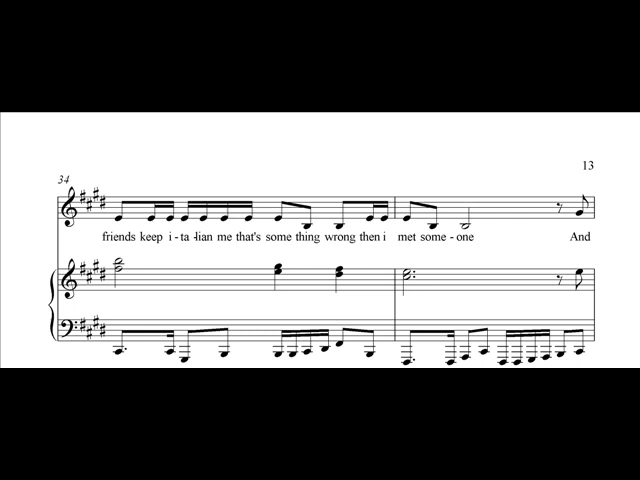 13
34
friends keep i - ta - lian me that's some thing wrong then i met some - one And